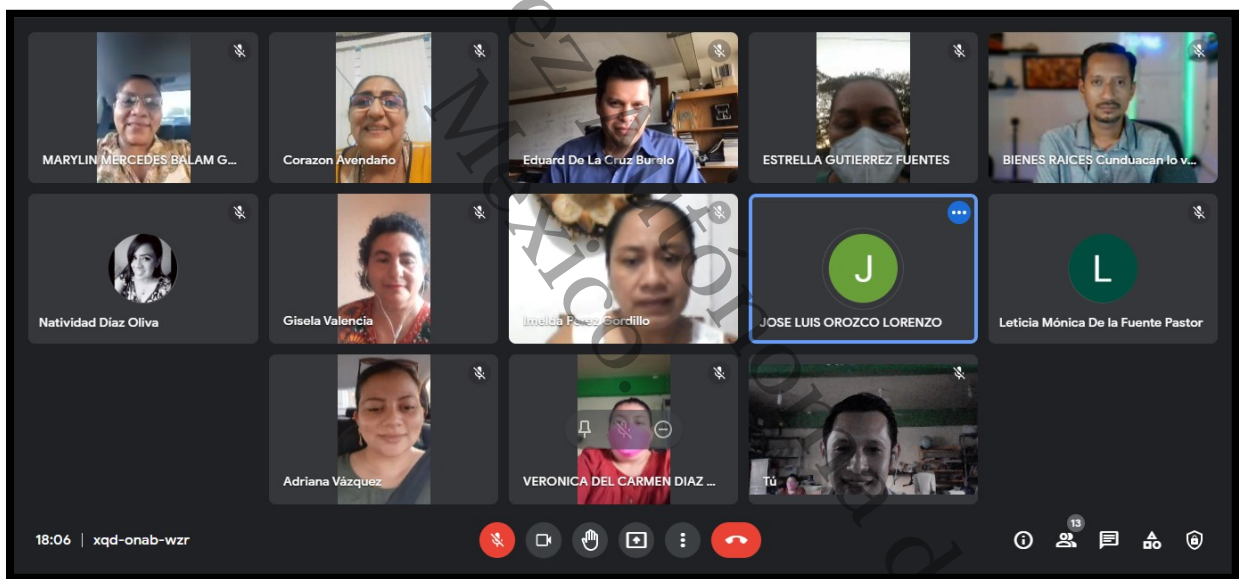 MARYLIN MERCEDES BALAM G...
Corazon Avendaño
Eduard De La Cruz Burelo
ESTRELLA GUTIERREZ FUENTES
BIENES RAICES Cunduacan lo v...
Natividad Díaz Oliva
Gisela Valencia
Imelda Perez Gordillo
J
JOSE LUIS OROZCO LORENZO
L
Leticia Mónica De la Fuente Pastor
Adriana Vázquez
VERONICA DEL CARMEN DIAZ ...
Tú
18:06 | xqd-onab-wzr
13
México.